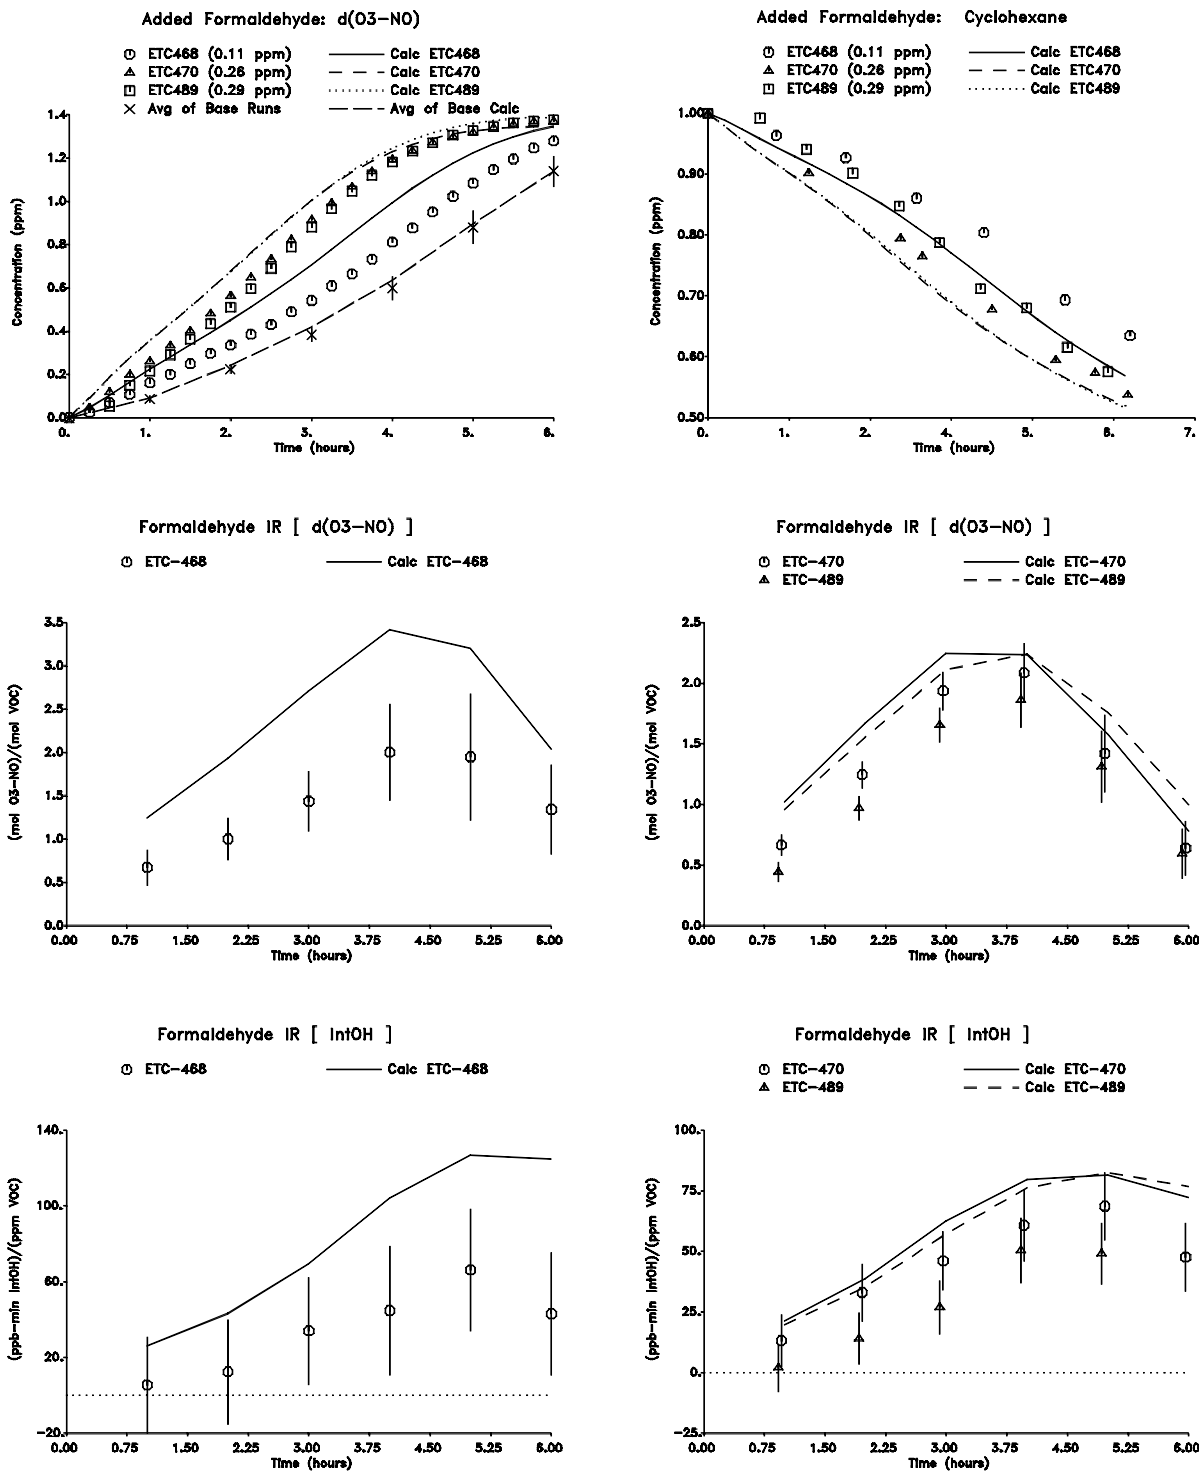 Added Formaldehyde: d(O3-NO)
ETC468 (0.11 ppm) Calc ETC468
ETC470 (0.26 ppm) Calc ETC470
ETC489 (0.29 ppm) Calc ETC489
Avg of Base Runs Avg of Base Calc
1.4
1.2
1.0
0.8
0.6
0.4
0.2
0.0
Concentration (ppm)
0. 1. 2. 3. 4. 5. 6.
Time (hours)
Added Formaldehyde: Cyclohexane
ETC468 (0.11 ppm) Calc ETC468
ETC470 (0.26 ppm) Calc ETC470
ETC489 (0.29 ppm) Calc ETC489
1.00
0.90
0.80
0.70
0.60
0.50
Concentration (ppm)
0. 1. 2. 3. 4. 5. 6. 7.
Time (hours)
Formaldehyde IR [ d(O3-NO) ]
ETC-468 Calc ETC-468
3.5
3.0
2.5
2.0
1.5
1.0
0.5
0.0
(mol O3-NO)/(mol VOC)
0.00 0.75 1.50 2.25 3.00 3.75 4.50 5.25 6.00
Time (hours)
Formaldehyde IR [ d(O3-NO) ]
ETC-470 Calc ETC-470
ETC-489 Calc ETC-489
2.5
2.0
1.5
1.0
0.5
0.0
(mol O3-NO)/(mol VOC)
0.00 0.75 1.50 2.25 3.00 3.75 4.50 5.25 6.00
Time (hours)
Formaldehyde IR [ IntOH ]
ETC-468 Calc ETC-468
140.
100.
60.
20.
-20.
(ppb-min IntOH)/(ppm VOC)
0.00 0.75 1.50 2.25 3.00 3.75 4.50 5.25 6.00
Time (hours)
Formaldehyde IR [ IntOH ]
ETC-470 Calc ETC-470
ETC-489 Calc ETC-489
100.
75.
50.
25.
0.
-25.
(ppb-min IntOH)/(ppm VOC)
0.00 0.75 1.50 2.25 3.00 3.75 4.50 5.25 6.00
Time (hours)